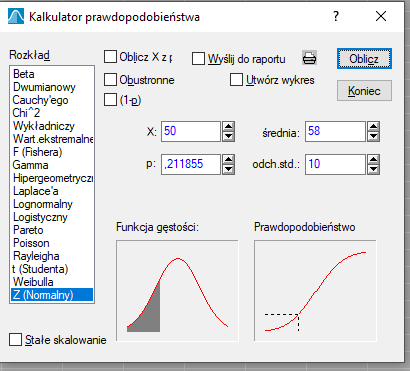 Kalkulator prawdopodobieństwa
Rozkład
Beta
Dwumianowy
Cauchy'ego
Chi^2
Wykładniczy
Wart.ekstremalne
F (Fishera)
Gamma
Hipergeometryczn
Laplace'a
Lognormalny
Logistyczny
Pareto
Poisson
Rayleigha
t (Studenta)
Weibulla
Z (Normalny)
Stałe skalowanie
Oblicz X z p
Wyślij do raportu
Oblicz
Obustronne
Utwórz wykres
Koniec
(1-p)
X: 50 średnia: 58
p: ,211855 odch.std.: 10
Funkcja gęstości: Prawdopodobieństwo